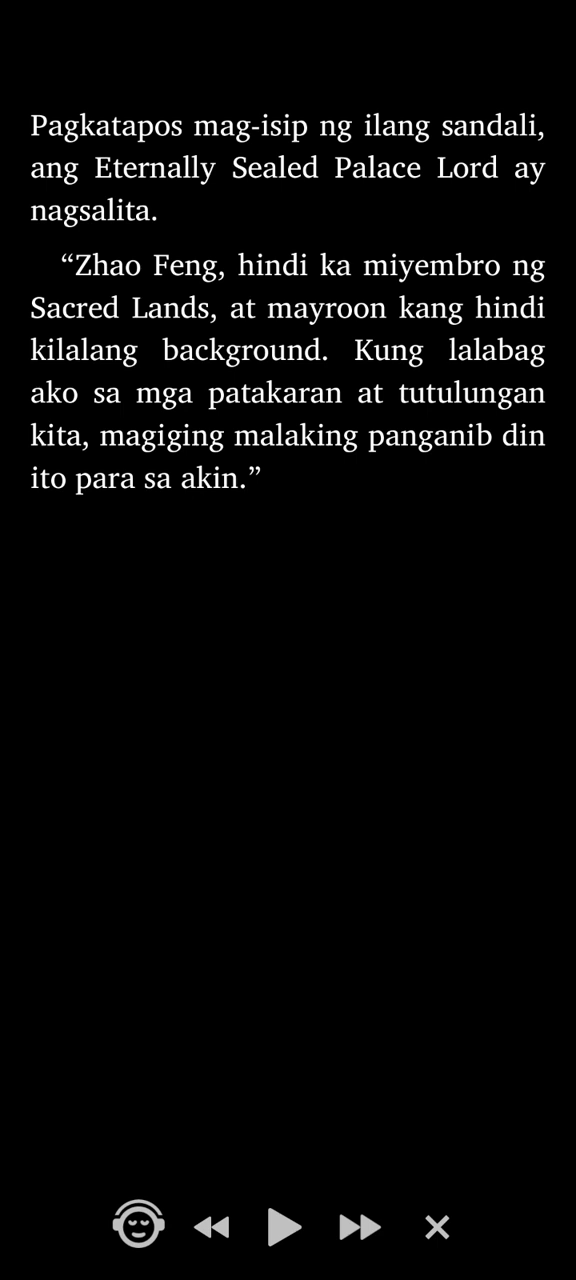 Pagkatapos mag-isip ng ilang sandali,
ang Eternally Sealed Palace Lord ay
nagsalita.
“Zhao Feng, hindi ka miyembro ng
Sacred Lands, at mayroon kang hindi
kilalang background. Kung lalabag
ako sa mga patakaran at tutulungan
kita, magiging malaking panganib din
ito para sa akin.”